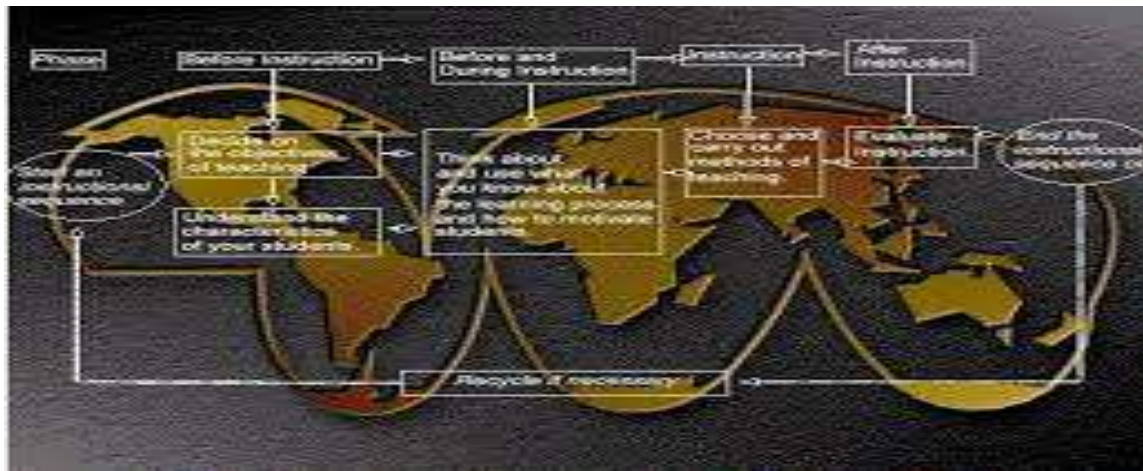 Phase
Before Instruction
Before and
During Instruction
Instruction
After
Instruction
Start an
instructional
sequence
Decide on
the objectives
of teaching
Understand the
characteristics
of your students.
Think about
and use what
you know about
the learning process
and how to motivate
students.
Choose and
carry out
methods of
teaching.
Evaluate
Instruction.
End the
instructional
sequence or
Recycle if necessary